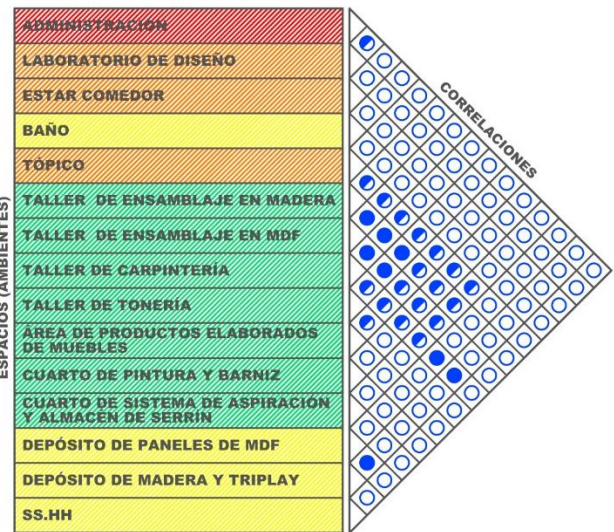 ADMINISTRACIÓN
LABORATORIO DE DISEÑO
ESTAR COMEDOR
BAÑO
TÓPICO
TALLER DE ENSAMBLAJE EN MADERA
TALLER DE ENSAMBLAJE EN MDF
TALLER DE CARPINTERÍA
TALLER DE TONERÍA
ÁREA DE PRODUCTOS ELABORADOS
DE MUEBLES
CUARTO DE PINTURA Y BARNIZ
CUARTO DE SISTEMA DE ASPIRACIÓN
Y ALMACÉN DE SERRÍN
DEPÓSITO DE PANELES DE MDF
DEPÓSITO DE MADERA Y TRIPLAY
SS.HH
ESPACIOS (AMBIENTES)
CORRELACIONES